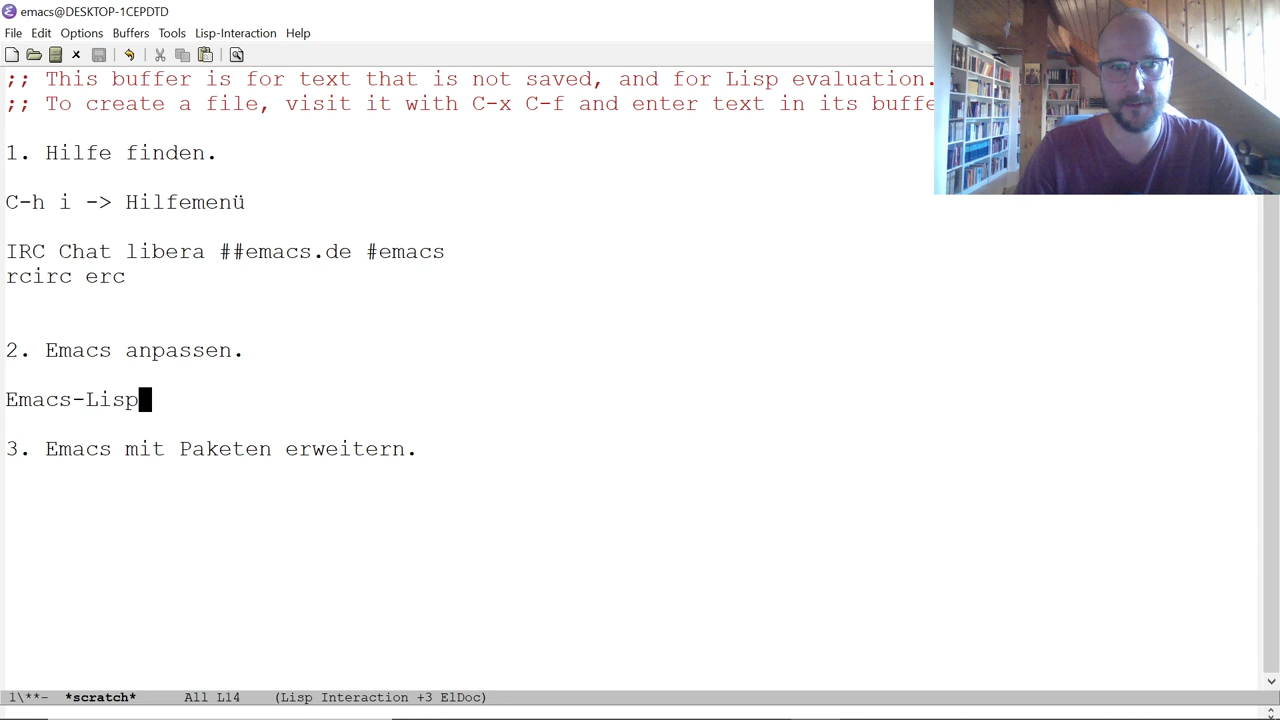 emacs@DESKTOP-1CEPDTD
File Edit Options Buffers Tools Lisp-Interaction Help
;; This buffer is for text that is not saved, and for Lisp evaluation.
;; To create a file, visit it with C-x C-f and enter text in its buffe
1. Hilfe finden.
C-h i -> Hilfemenü
IRC Chat libera ##emacs.de #emacs
rcirc erc
2. Emacs anpassen.
Emacs-Lisp
3. Emacs mit Paketen erweitern.
1\**- *scratch* All L14 (Lisp Interaction +3 ElDoc)